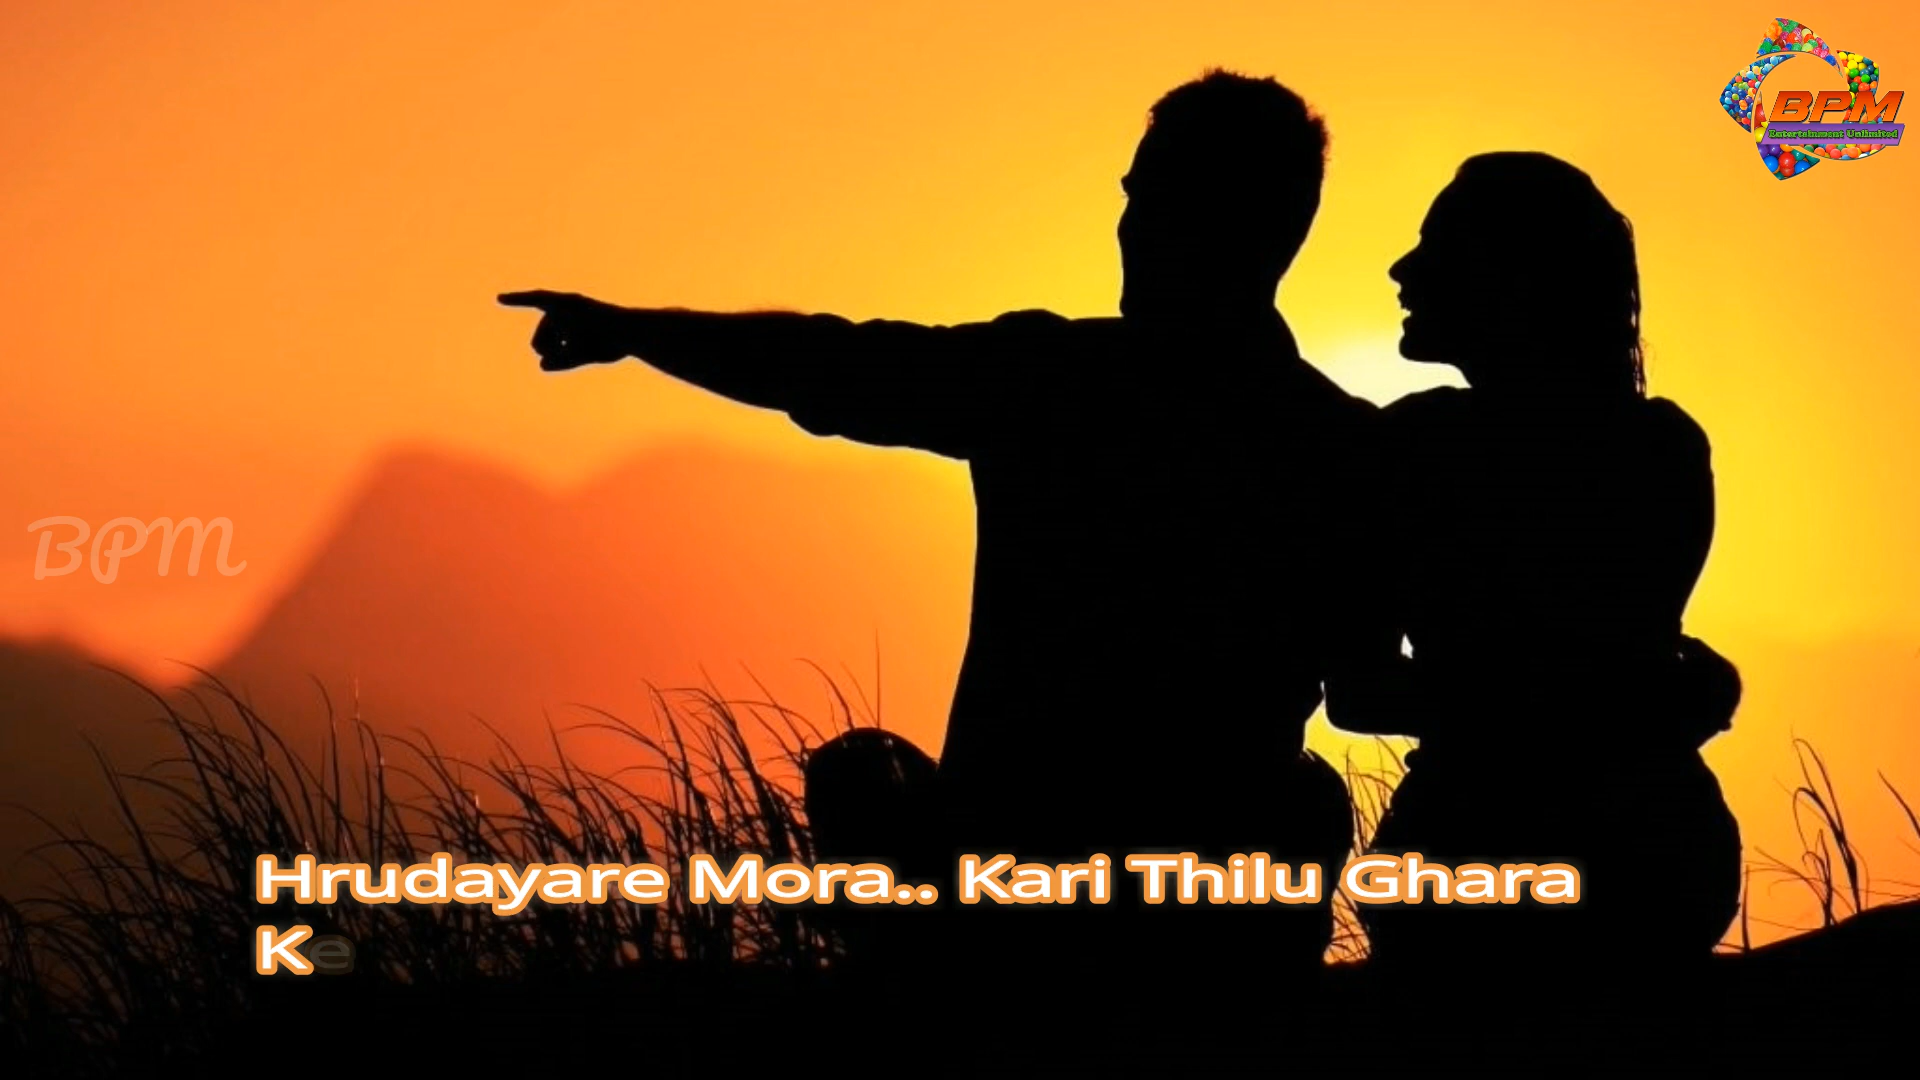 BPM
Entertainment Unlimited
BPM
Hrudayare Mora.. Kari Thilu Ghara
Ke